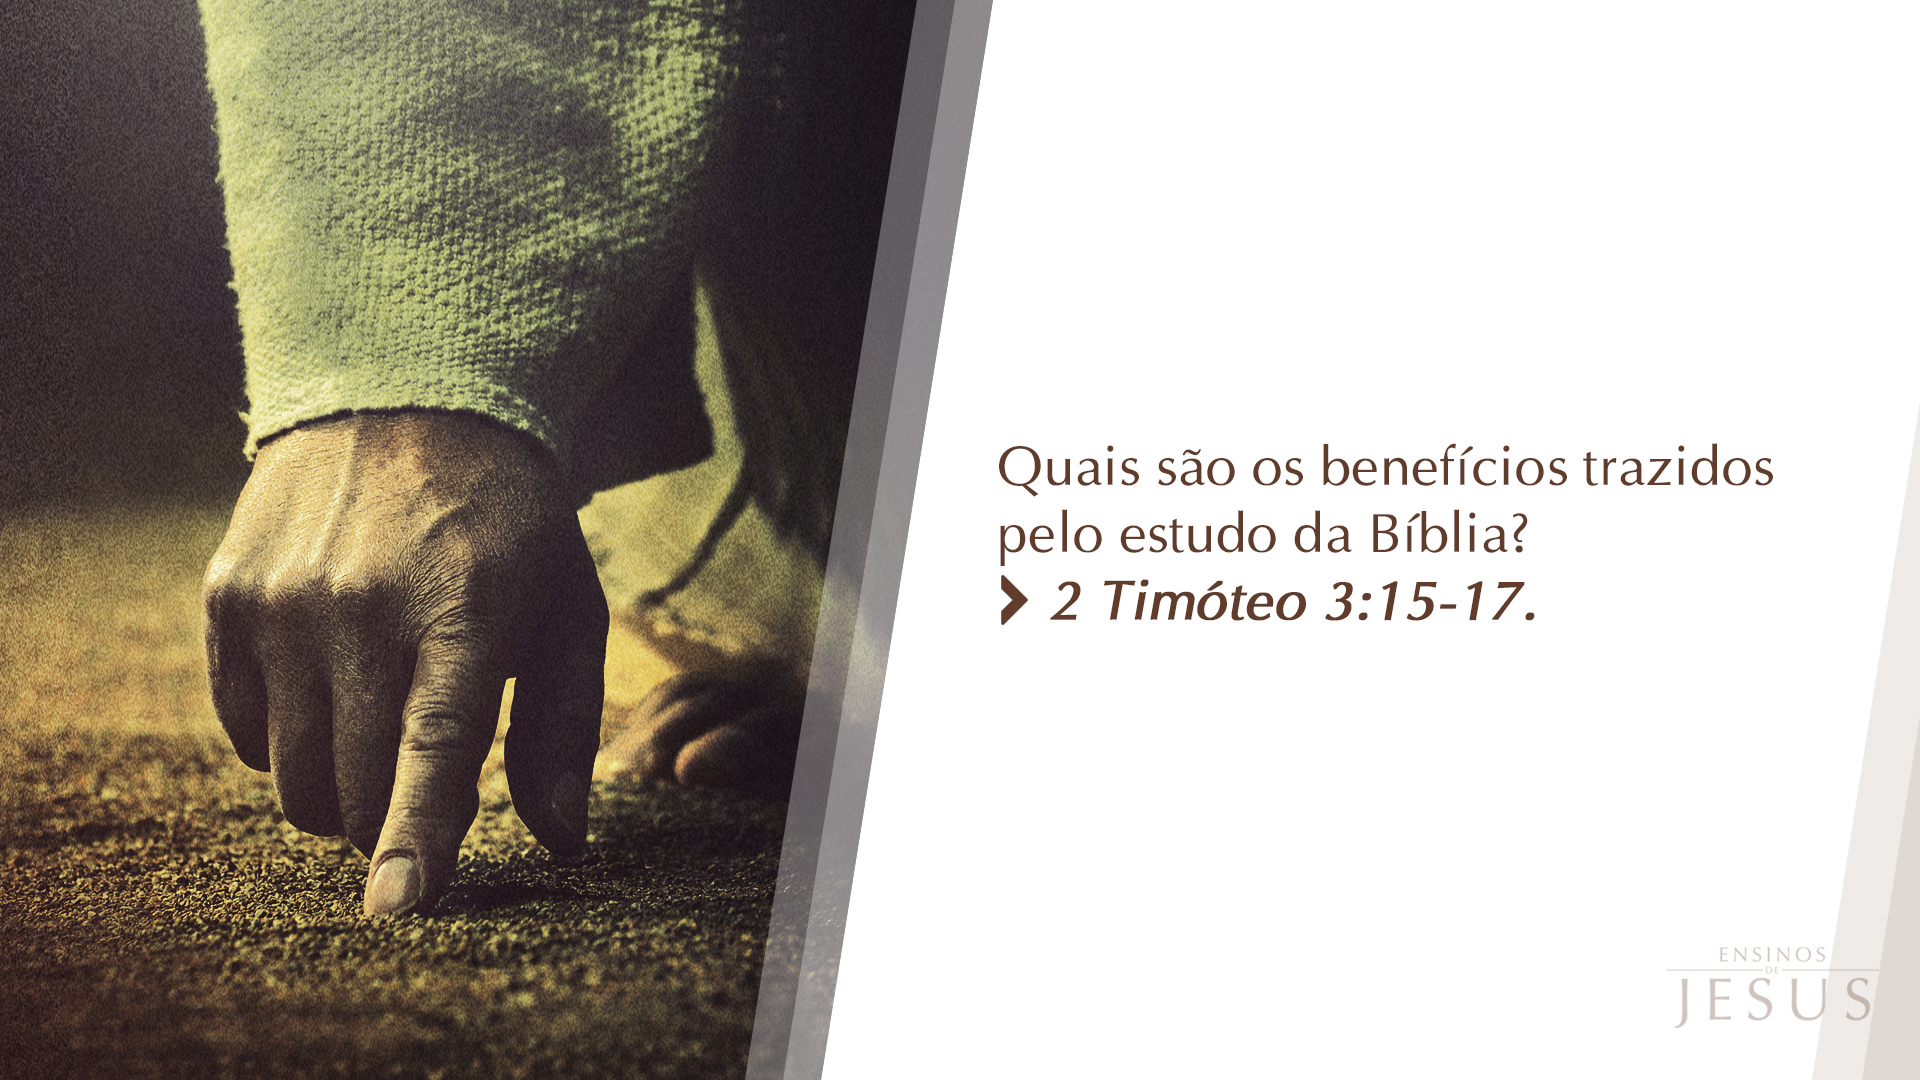 Quais são os benefícios trazidos
pelo estudo da Bíblia?
2 Timóteo 3:15-17.
ENSINOS
DE
JESUS